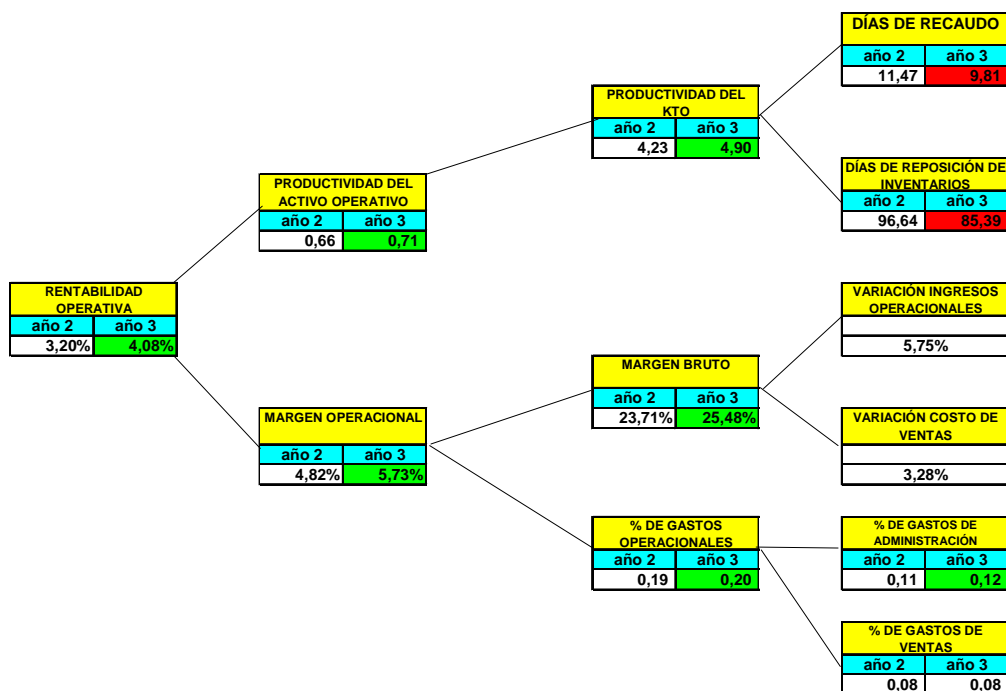 DÍAS DE RECAUDO
año 2 año 3
11,47 9,81
PRODUCTIVIDAD DEL
KTO
año 2 año 3
4,23 4,90
DÍAS DE REPOSICIÓN DE
INVENTARIOS
año 2 año 3
96,64 85,39
PRODUCTIVIDAD DEL
ACTIVO OPERATIVO
año 2 año 3
0,66 0,71
RENTABILIDAD
OPERATIVA
año 2 año 3
3,20% 4,08%
VARIACIÓN INGRESOS
OPERACIONALES
5,75%
MARGEN BRUTO
año 2 año 3
23,71% 25,48%
MARGEN OPERACIONAL
año 2 año 3
4,82% 5,73%
VARIACIÓN COSTO DE
VENTAS
3,28%
% DE GASTOS
OPERACIONALES
año 2 año 3
0,19 0,20
% DE GASTOS DE
ADMINISTRACIÓN
año 2 año 3
0,11 0,12
% DE GASTOS DE
VENTAS
año 2 año 3
0,08 0,08